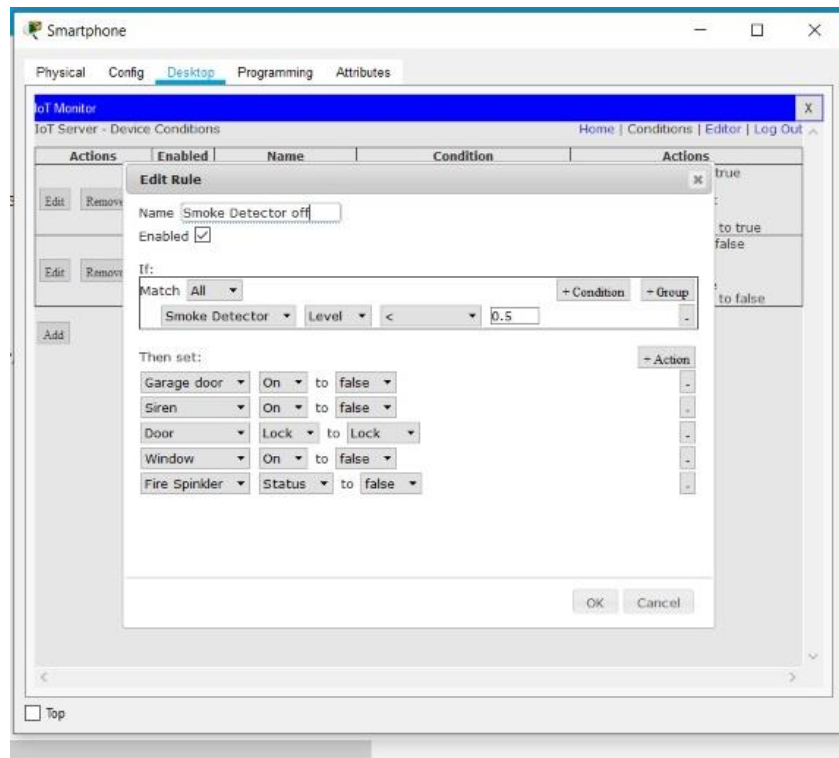 Smartphone
Physical Config Desktop Programming Attributes
IoT Monitor X
IoT Server - Device Conditions Home | Conditions | Editor | Log Out
Actions Enabled Name Condition Actions
Edit Remove true
to true
Edit Remove false
to false
Add
Edit Rule
Name Smoke Detector off
Enabled
If:
Match All + Condition + Group
Smoke Detector Level < 0.5 -
Then set: + Action
Garage door On to false -
Siren On to false -
Door Lock to Lock -
Window On to false -
Fire Spinkler Status to false -
OK Cancel
Top